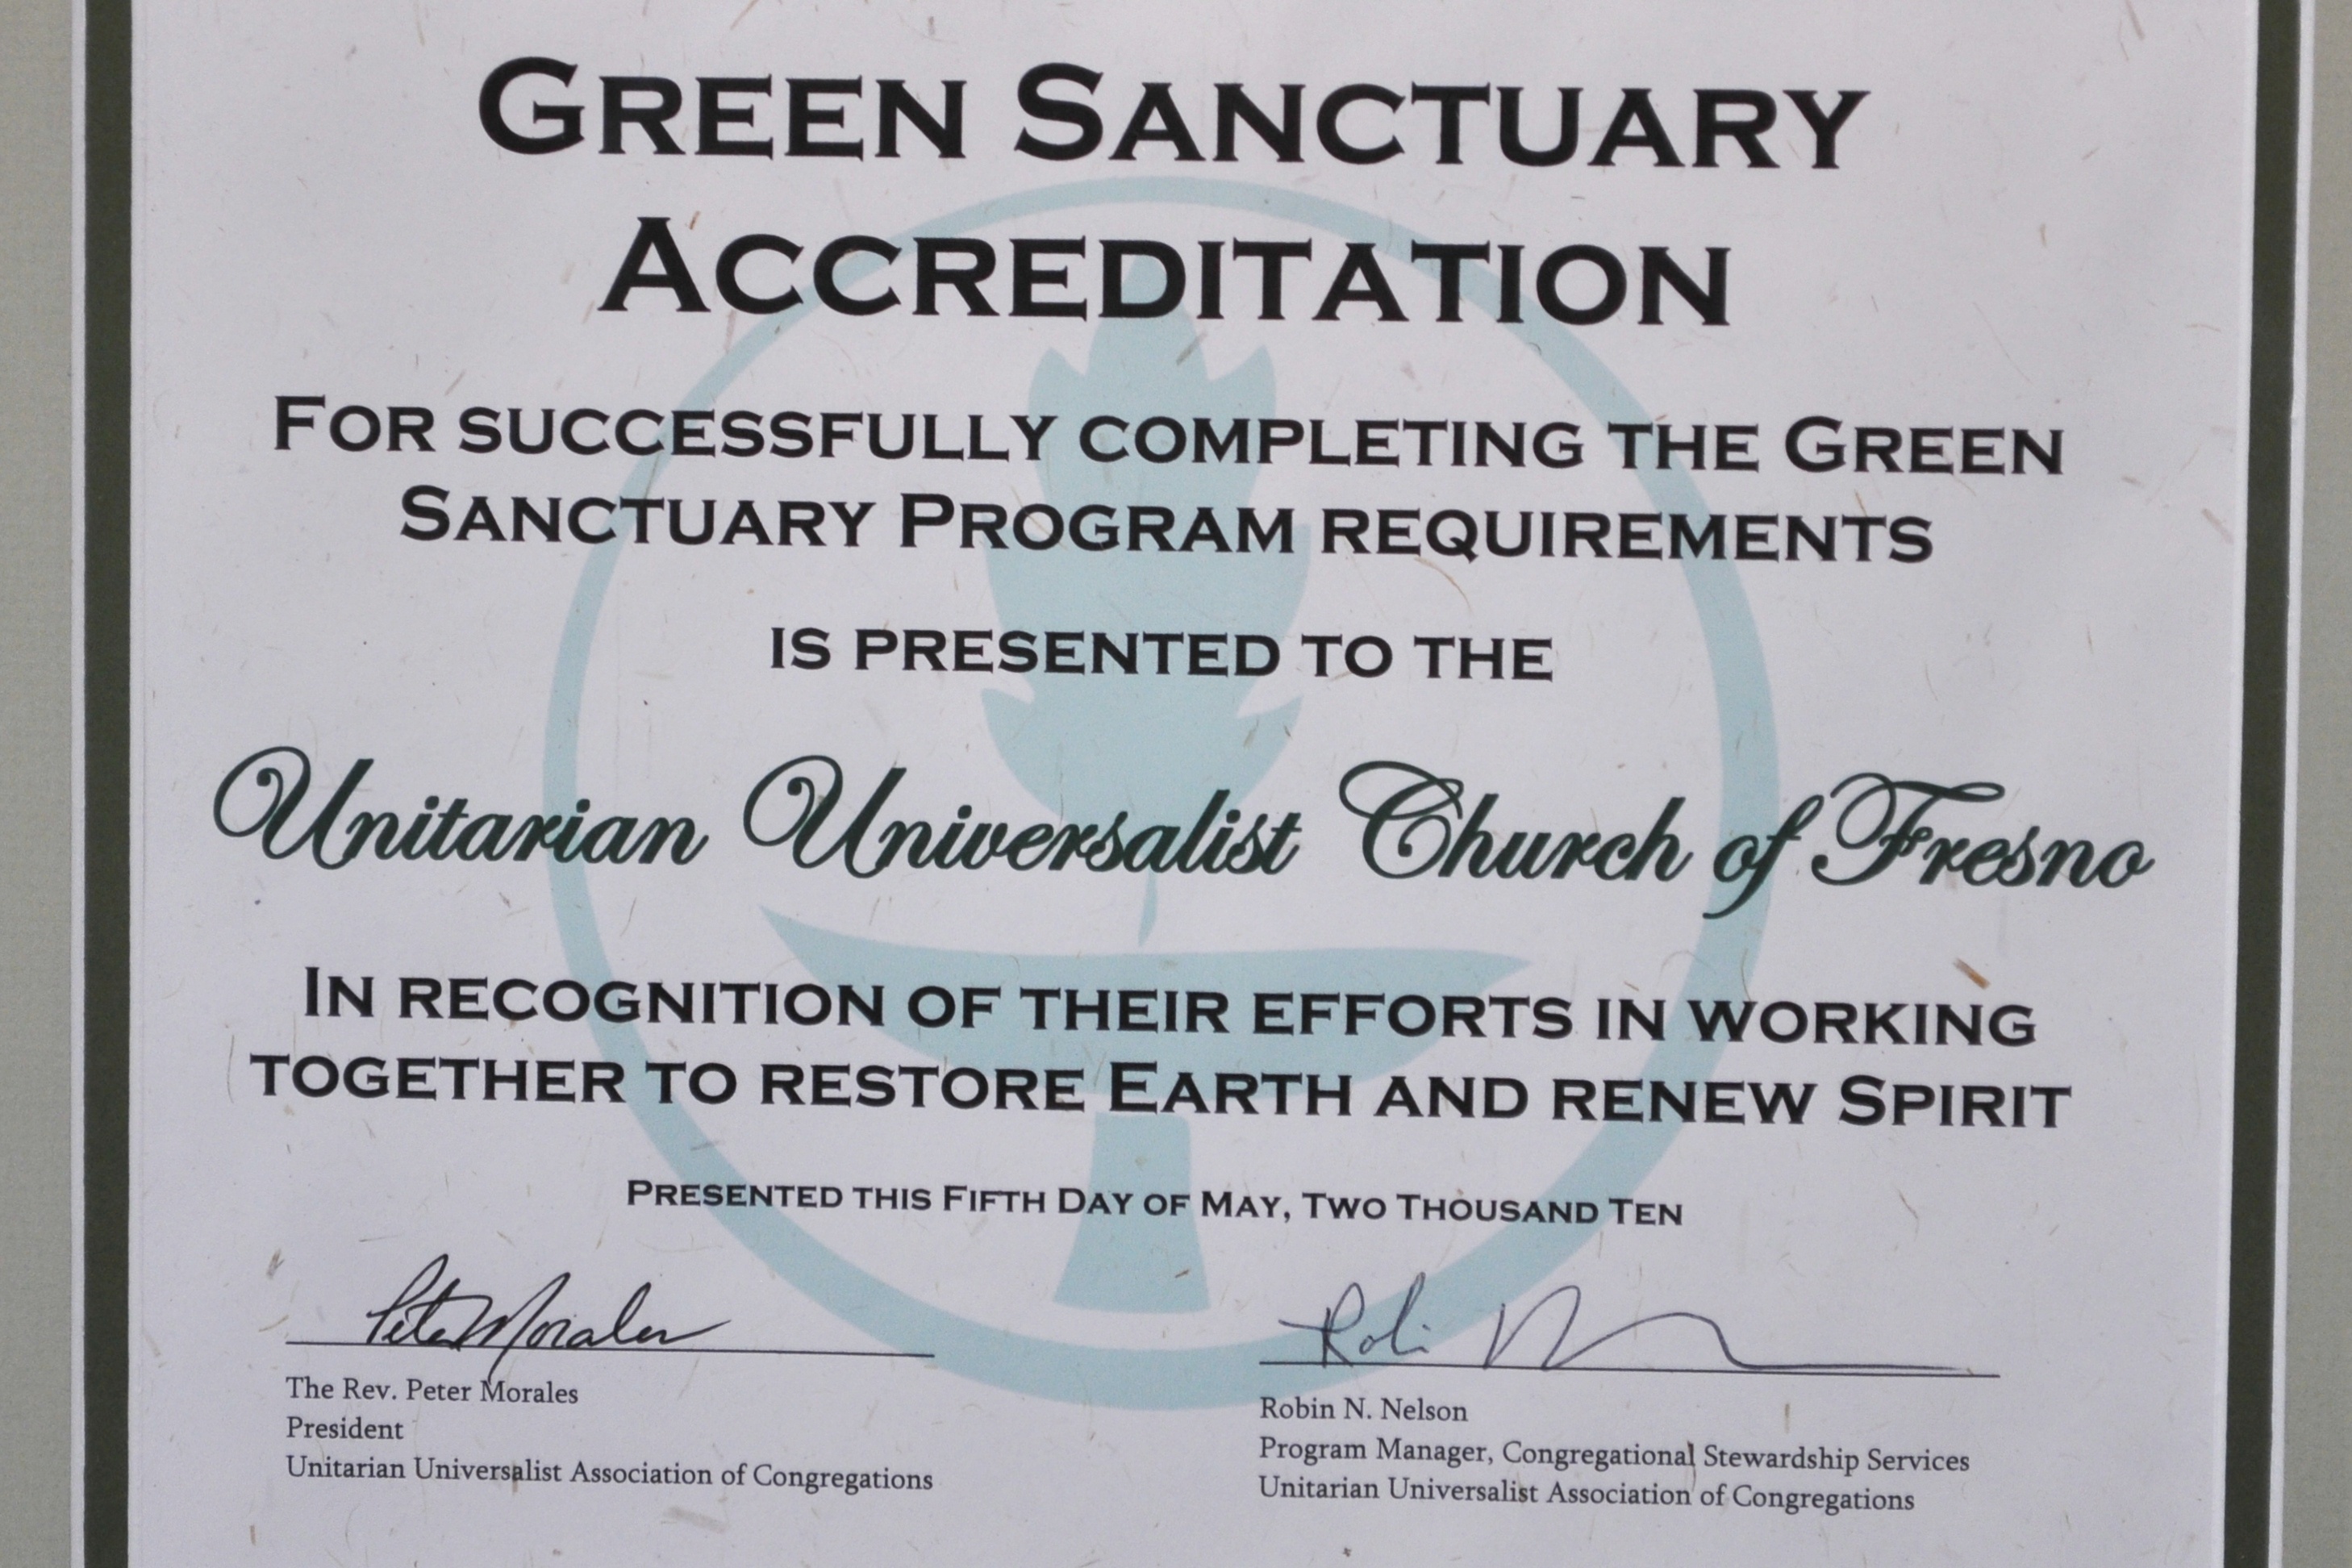 GREEN SANCTUARY
ACCREDITATION
FOR SUCCESSFULLY COMPLETING THE GREEN
SANCTUARY PROGRAM REQUIREMENTS
IS PRESENTED TO THE
Unitarian Universalist Church of Fresno
IN RECOGNITION OF THEIR EFFORTS IN WORKING
TOGETHER TO RESTORE EARTH AND RENEW SPIRIT
PRESENTED THIS FIFTH DAY OF MAY, TWO THOUSAND TEN
Peter Morales
Robin N
The Rev. Peter Morales
President
Unitarian Universalist Association of Congregations
Robin N. Nelson
Program Manager, Congregational Stewardship Services
Unitarian Universalist Association of Congregations